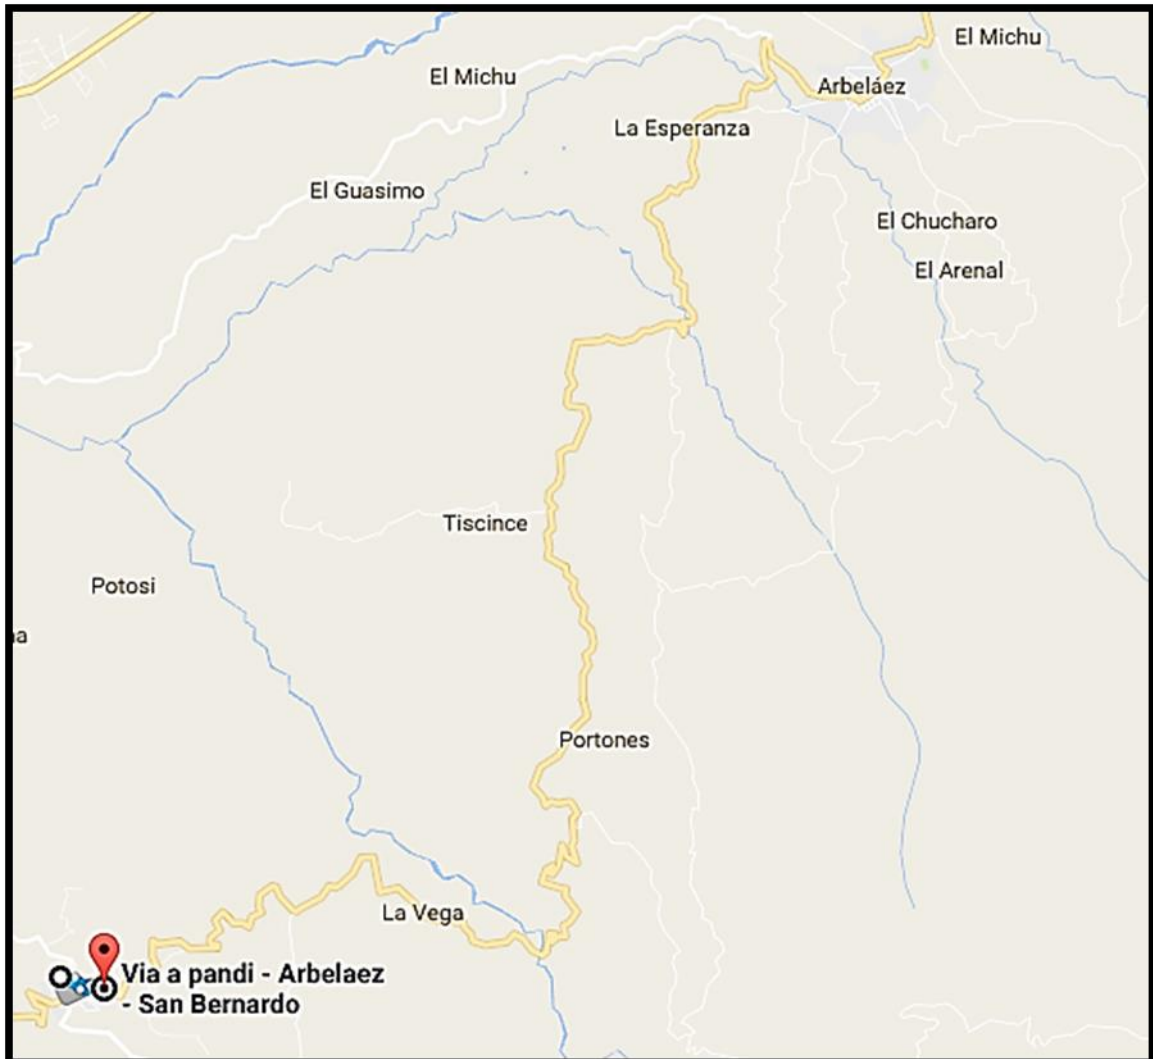 El Michu
El Michu
Arbeláez
La Esperanza
El Guasimo
El Chucharo
El Arenal
Tiscince
Potosi
Portones
La Vega
Via a pandi - Arbelaez
- San Bernardo